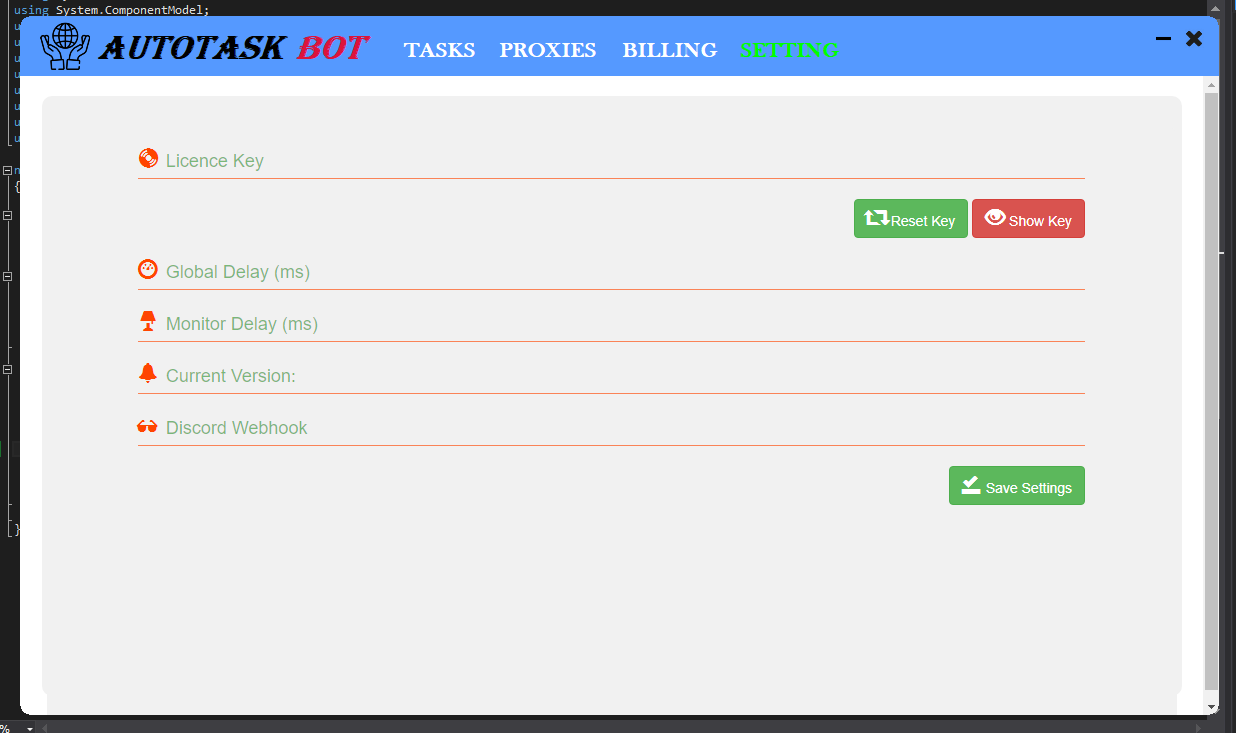 using System.ComponentModel;
AUTOTASK BOT TASKS PROXIES BILLING SETTING
Licence Key
Reset Key Show Key
Global Delay (ms)
Monitor Delay (ms)
Current Version:
Discord Webhook
Save Settings
%